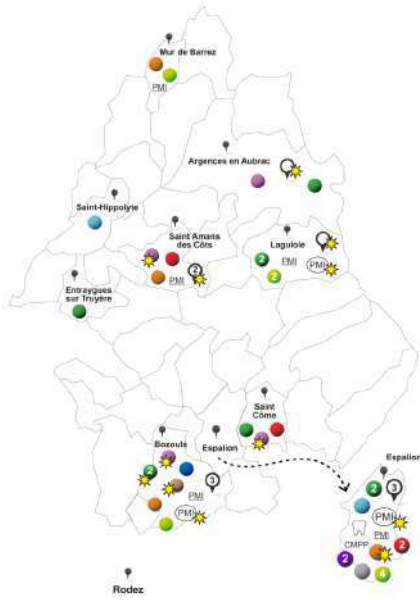 Mur de Barrez
PMI
Argences en Aubrac
Saint-Hippolyte
Saint Amans
des Côts
2
PMI
Laguiole
2
PMI
2
PMI
Entraygues
sur Truyère
Saint
Côme
Bozouls
Espalion
2
3
PMI
PMI
Espalion
2
3
PMI
CMPP
PMI
2
2
4
Rodez